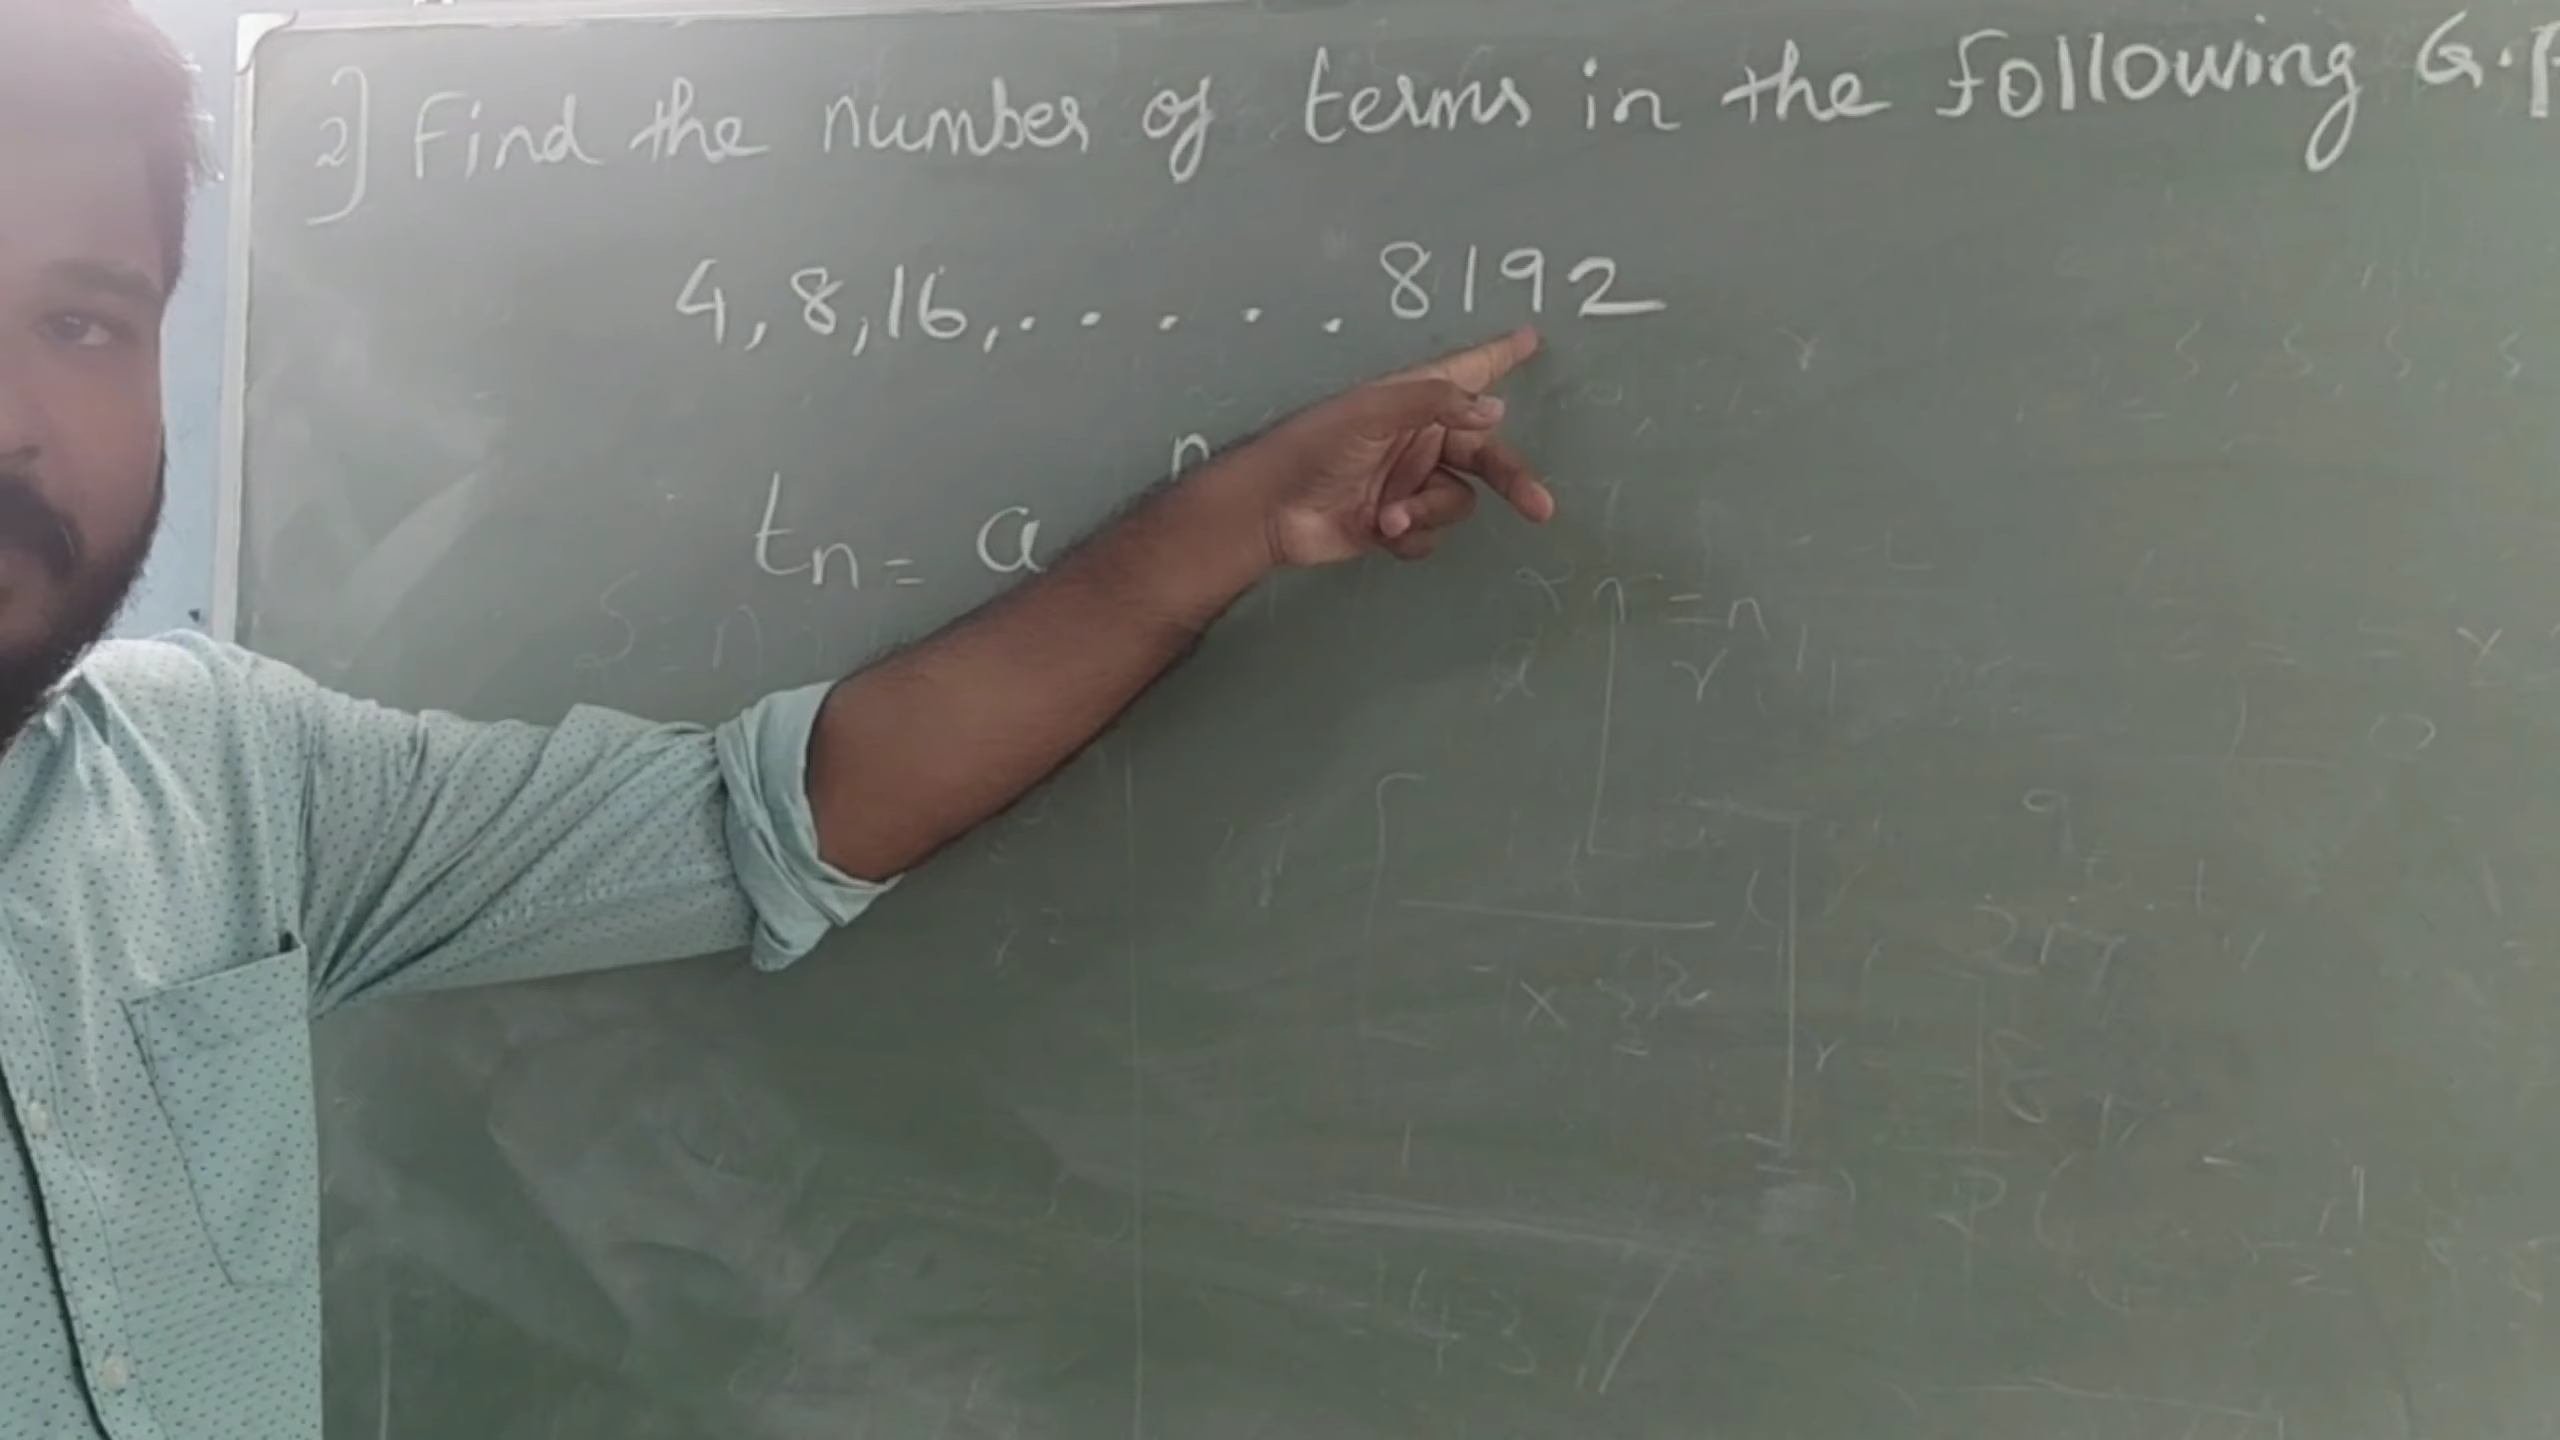 2] Find the number of terms in the following G.P
4, 8, 16, . . . . . 8192
n
tn = a